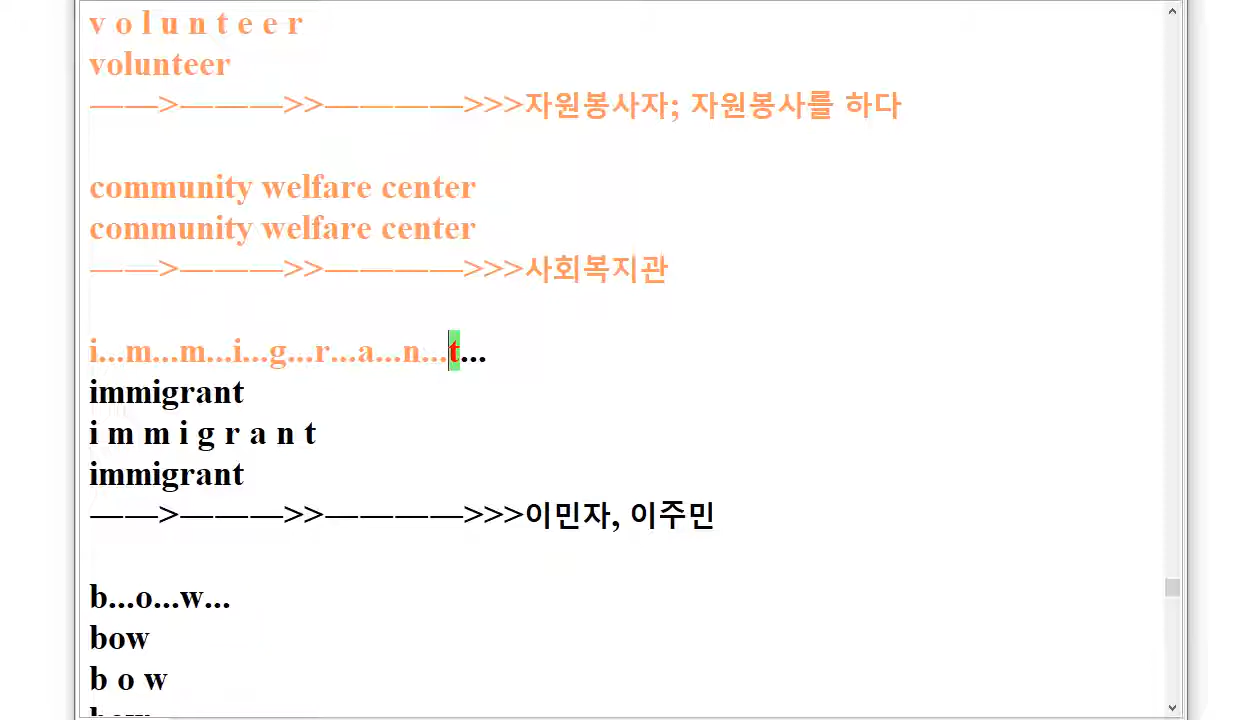 v o l u n t e e r
volunteer
——>———>>————>>>자원봉사자; 자원봉사를 하다
community welfare center
community welfare center
——>———>>————>>>사회복지관
i...m...m...i...g...r...a...n...t...
immigrant
i m m i g r a n t
immigrant
——>———>>————>>>이민자, 이주민
b...o...w...
bow
b o w